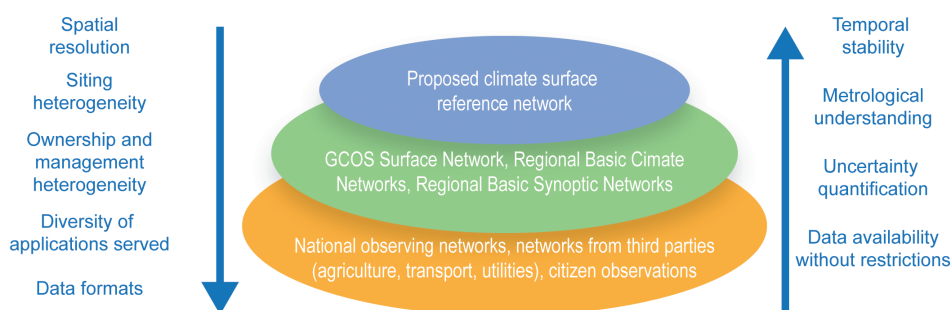 Spatial
resolution
Siting
heterogeneity
Ownership and
management
heterogeneity
Diversity of
applications served
Data formats
Proposed climate surface
reference network
GCOS Surface Network, Regional Basic Cimate
Networks, Regional Basic Synoptic Networks
National observing networks, networks from third parties
(agriculture, transport, utilities), citizen observations
Temporal
stability
Metrological
understanding
Uncertainty
quantification
Data availability
without restrictions